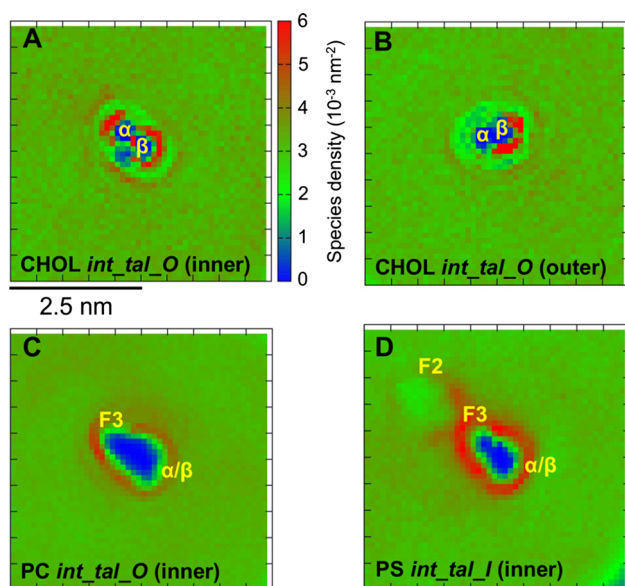 A
α
β
CHOL int_tal_O (inner)
2.5 nm
6
5
4
3
2
1
0
Species density (10⁻³ nm⁻²)
B
α
β
CHOL int_tal_O (outer)
C
F3
α/β
PC int_tal_O (inner)
D
F2
F3
α/β
PS int_tal_I (inner)